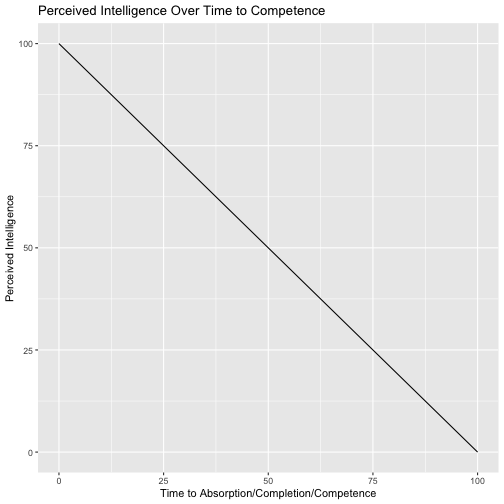 Perceived Intelligence Over Time to Competence
100
75
50
25
0
Perceived Intelligence
0 25 50 75 100
Time to Absorption/Completion/Competence